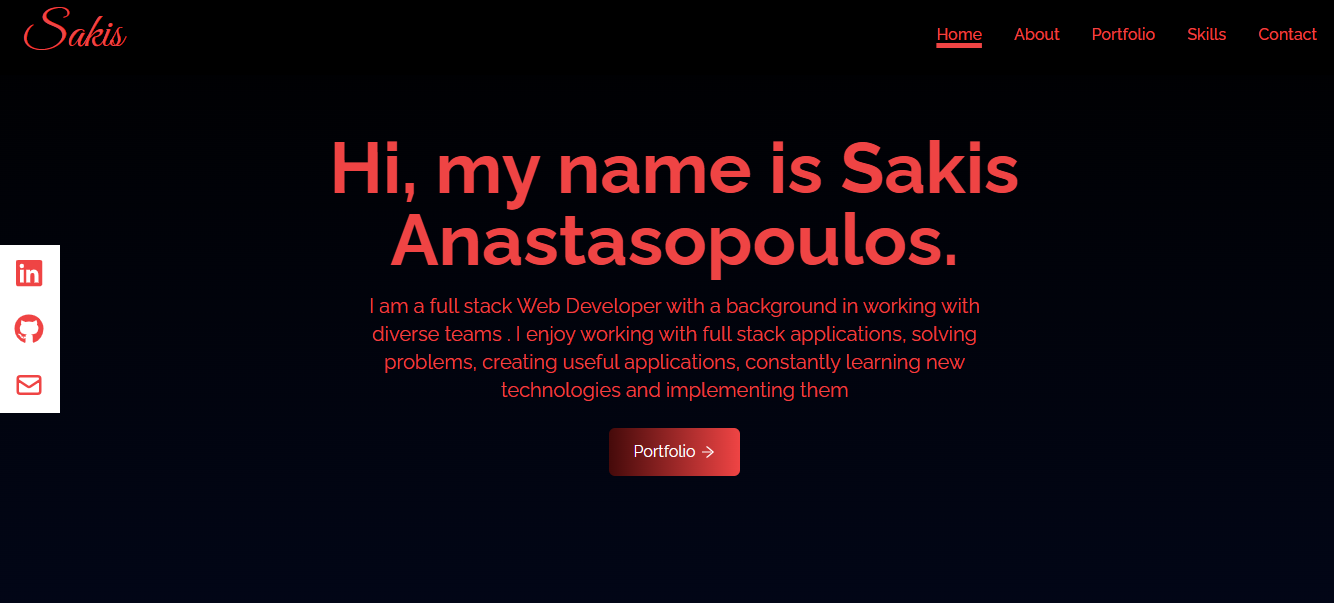 Sakis
Home About Portfolio Skills Contact
Hi, my name is Sakis
Anastasopoulos.
in
I am a full stack Web Developer with a background in working with
diverse teams . I enjoy working with full stack applications, solving
problems, creating useful applications, constantly learning new
technologies and implementing them
Portfolio →